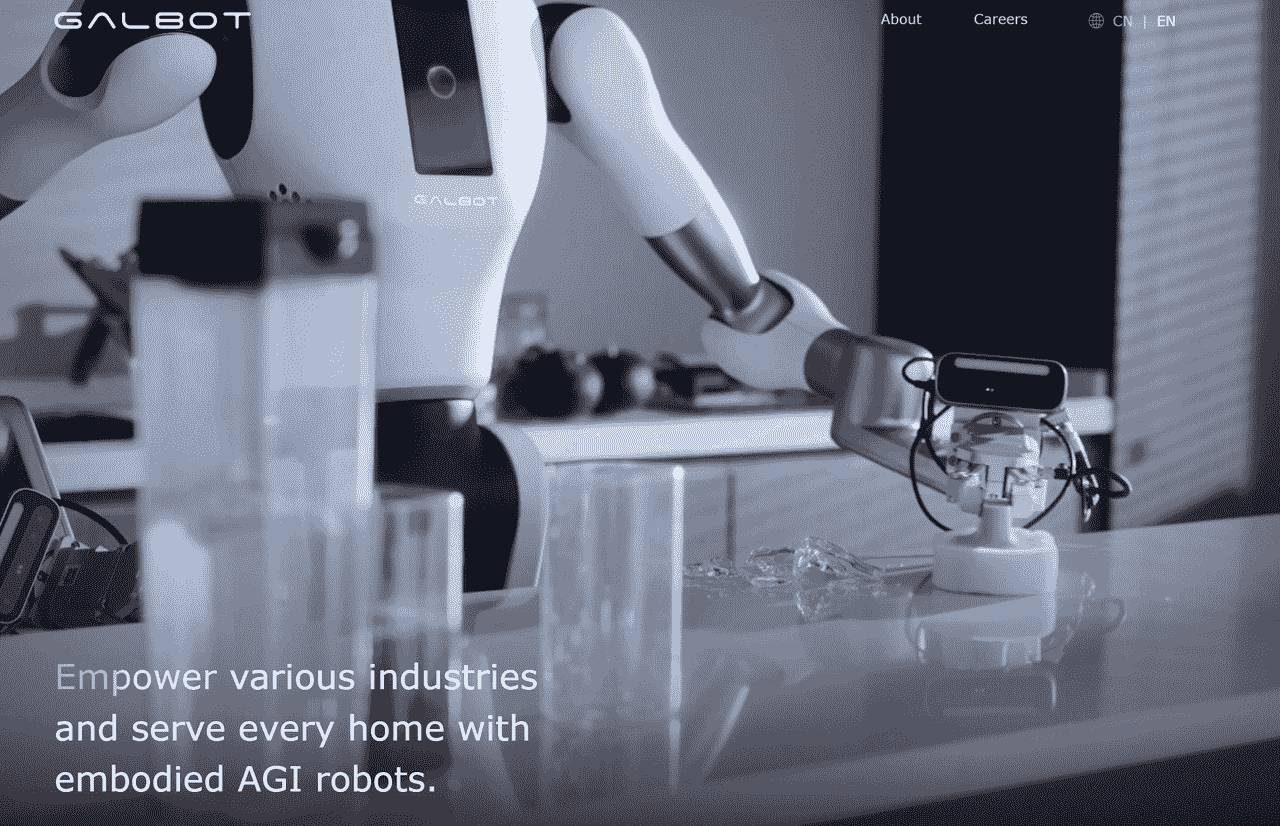 GALBOT
About
Careers
CN | EN
GALBOT
Empower various industries
and serve every home with
embodied AGI robots.